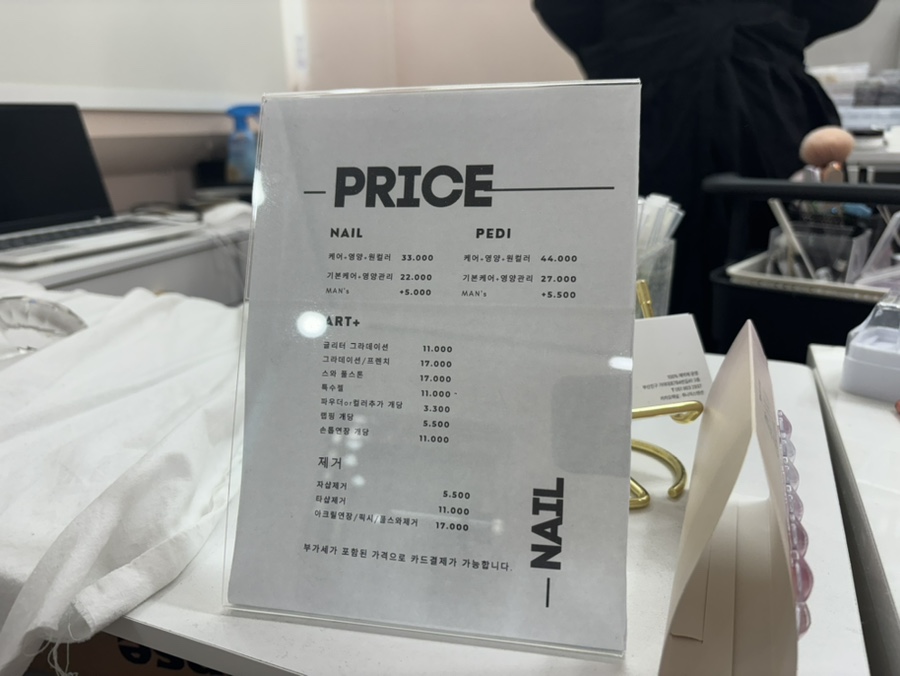 PRICE
NAIL
케어+영양+원컬러 33.000
기본케어+영양관리 22.000
MAN's +5.000
PEDI
케어+영양+원컬러 44.000
기본케어+영양관리 27.000
MAN's +5.500
ART+
글리터 그라데이션 11.000
그라데이션/프렌치 17.000
스와 풀스톤 17.000
특수젤 11.000~
파우더or컬러추가 개당 3.300
랩핑 개당 5.500
손톱연장 개당 11.000
제거
자샵제거 5.500
타샵제거 11.000
아크릴연장/픽시/풀스와제거 17.000
부가세가 포함된 가격으로 카드결제가 가능합니다.
NAIL